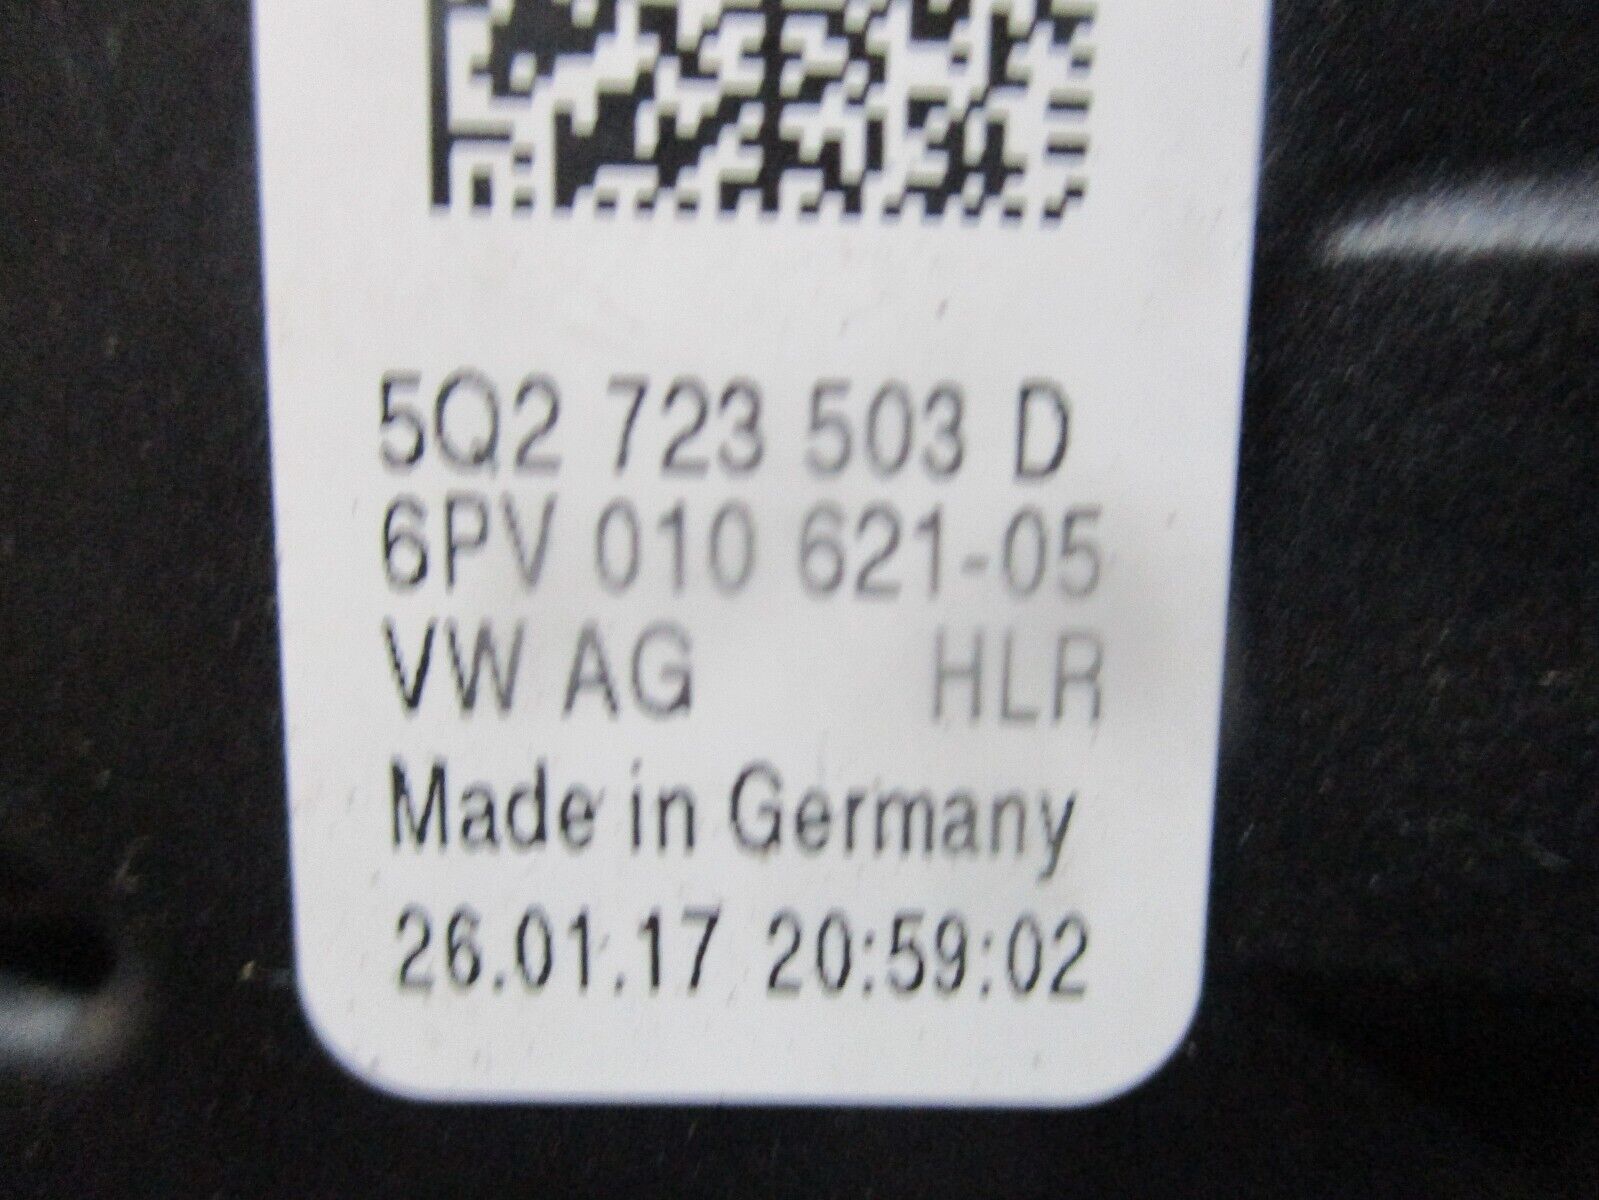 5Q2 723 503 D
6PV 010 621-05
VW AG HLR
Made in Germany
26.01.17 20:59:02